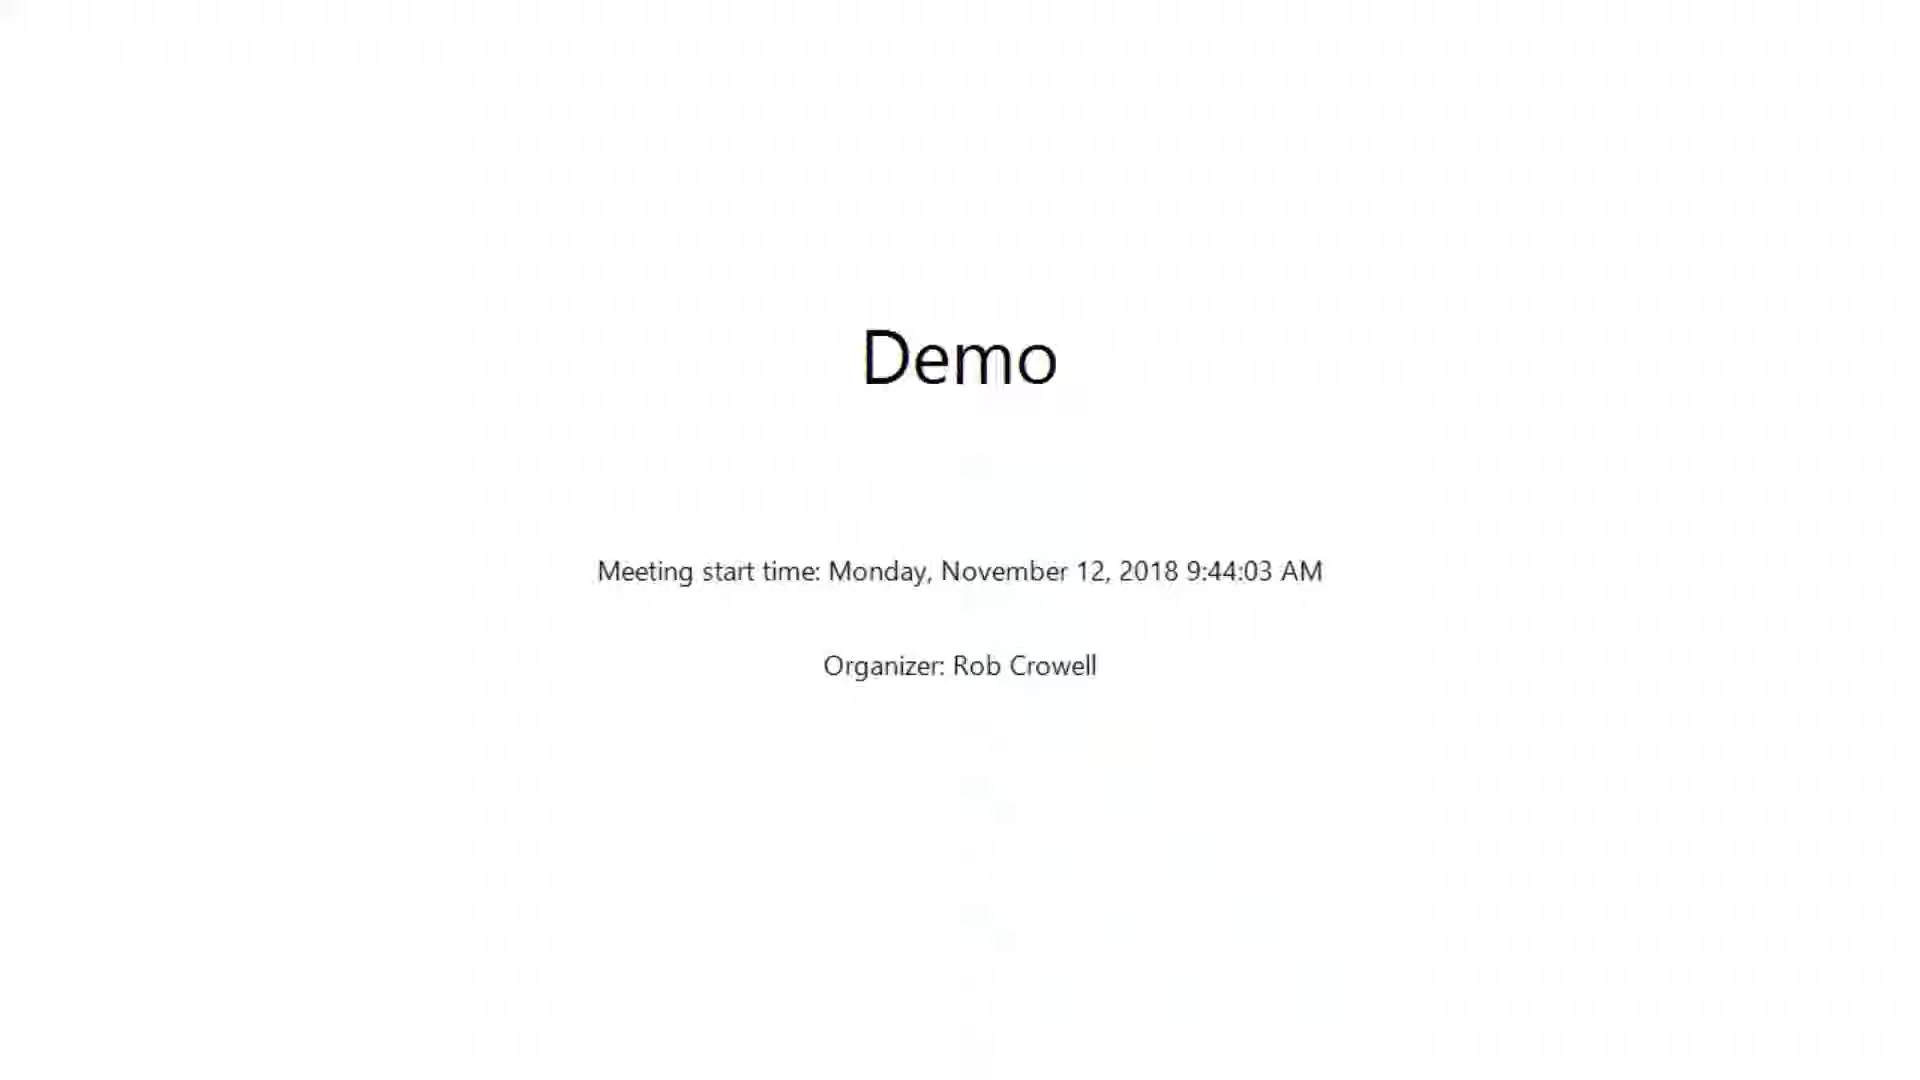 Demo
Meeting start time: Monday, November 12, 2018 9:44:03 AM
Organizer: Rob Crowell